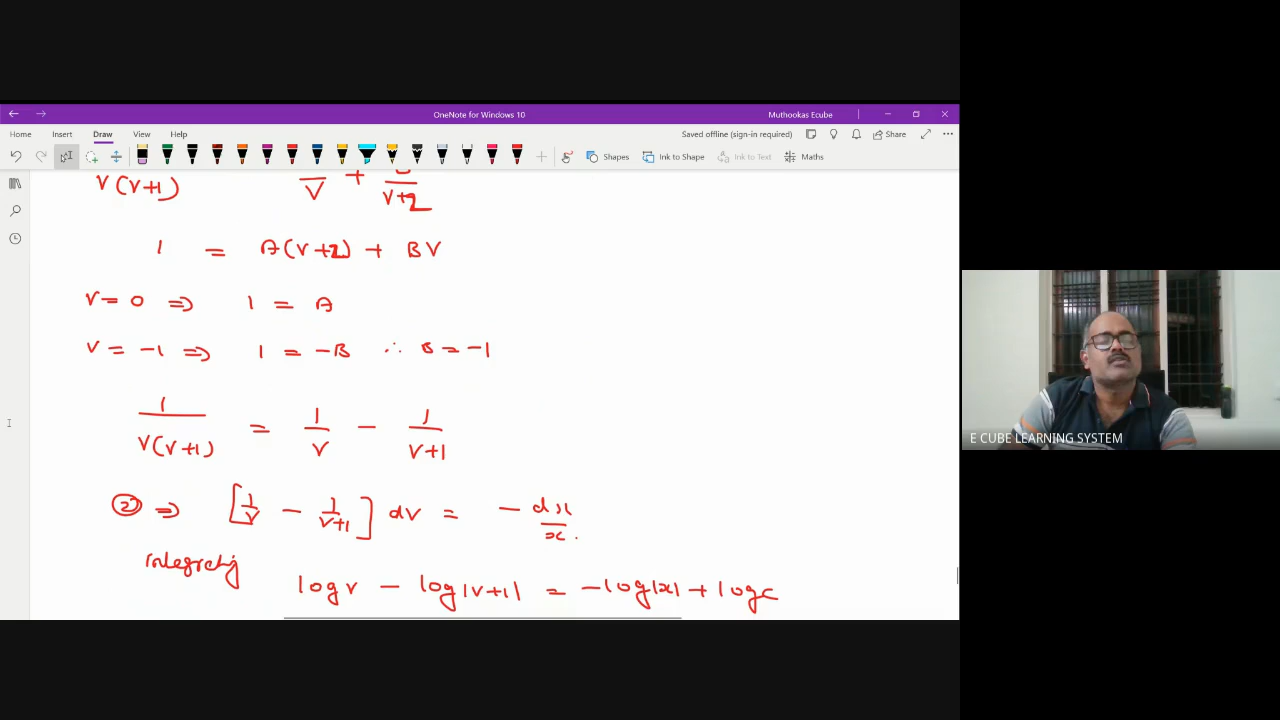 OneNote for Windows 10
Muthookas Ecube
Home Insert Draw View Help
Saved offline (sign-in required) Share
Shapes Ink to Shape Ink to Text Maths
V(V+1) V + V+2
1 = A(V+2) + BV
V = 0 ⇒ 1 = A
V = -1 ⇒ 1 = -B ∴ B = -1
1/V(V+1) = 1/V - 1/V+1
② ⇒ [1/V - 1/V+1] dV = - dx/x.
integrating
log V - log|V+1| = -log|x| + log c
E CUBE LEARNING SYSTEM